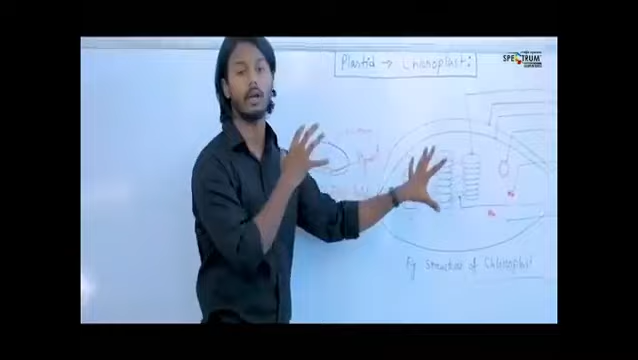 Plastid → Chloroplast:
SPECTRUM
Fig Structure of Chloroplast